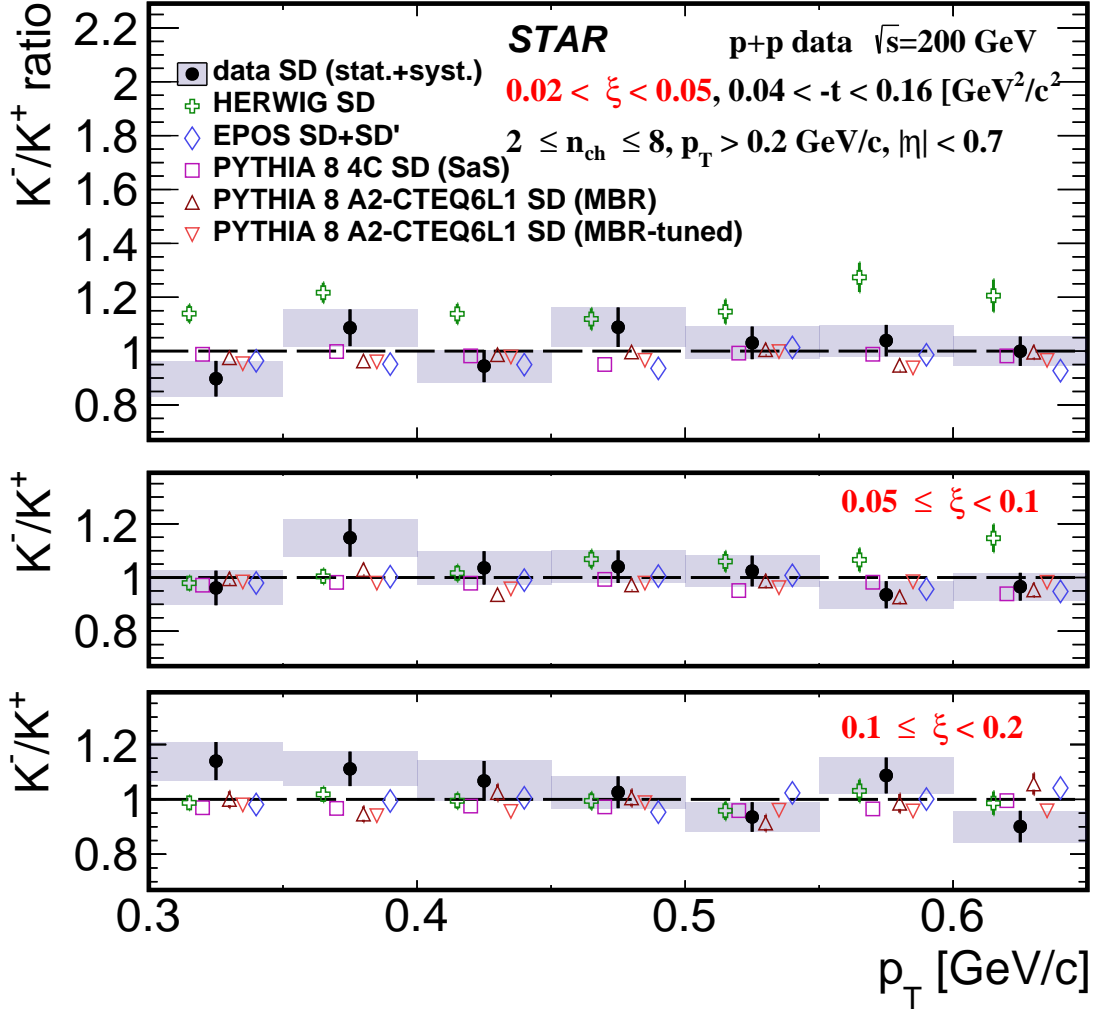 STAR p+p data √s=200 GeV
0.02 < ξ < 0.05, 0.04 < -t < 0.16 [GeV²/c²
2 ≤ n_ch ≤ 8, p_T > 0.2 GeV/c, |η| < 0.7
data SD (stat.+syst.)
HERWIG SD
EPOS SD+SD'
PYTHIA 8 4C SD (SaS)
PYTHIA 8 A2-CTEQ6L1 SD (MBR)
PYTHIA 8 A2-CTEQ6L1 SD (MBR-tuned)
K⁻/K⁺ ratio
2.2
2
1.8
1.6
1.4
1.2
1
0.8
0.05 ≤ ξ < 0.1
K⁻/K⁺
1.2
1
0.8
0.1 ≤ ξ < 0.2
K⁻/K⁺
1.2
1
0.8
0.3 0.4 0.5 0.6
p_T [GeV/c]